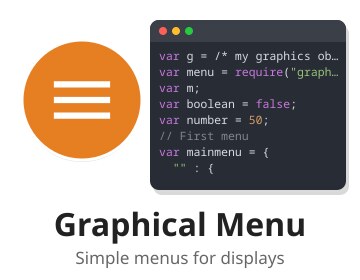 var g = /* my graphics ob…
var menu = require("graph…
var m;
var boolean = false;
var number = 50;
// First menu
var mainmenu = {
  "" : {
Graphical Menu
Simple menus for displays